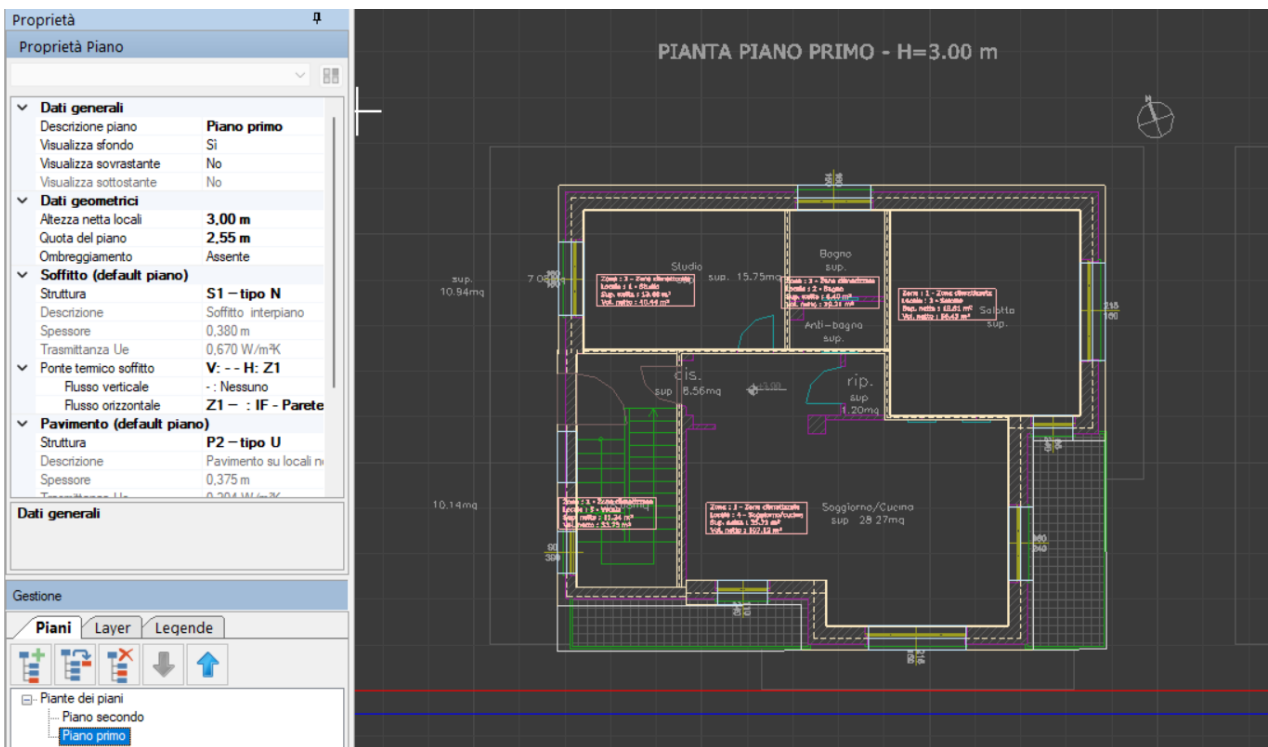 Proprietà
Proprietà Piano
Dati generali
Descrizione piano Piano primo
Visualizza sfondo Sì
Visualizza sovrastante No
Visualizza sottostante No
Dati geometrici
Altezza netta locali 3,00 m
Quota del piano 2,55 m
Ombreggiamento Assente
Soffitto (default piano)
Struttura S1 – tipo N
Descrizione Soffitto interpiano
Spessore 0,380 m
Trasmittanza Ue 0,670 W/m²K
Ponte termico soffitto V: - - H: Z1
Flusso verticale - : Nessuno
Flusso orizzontale Z1 – : IF - Parete
Pavimento (default piano)
Struttura P2 – tipo U
Descrizione Pavimento su locali
Spessore 0,375 m
Dati generali
Gestione
Piani Layer Legende
Piante dei piani
Piano secondo
Piano primo
PIANTA PIANO PRIMO - H=3.00 m
N
sup.
10.94mq
Studio
sup. 15.75mq
Bagno
sup.
Anti-bagno
sup.
Salotto
sup.
cis.
sup 8.56mq
rip.
sup
1.20mq
10.14mq
Soggiorno/Cucina
sup 28.27mq